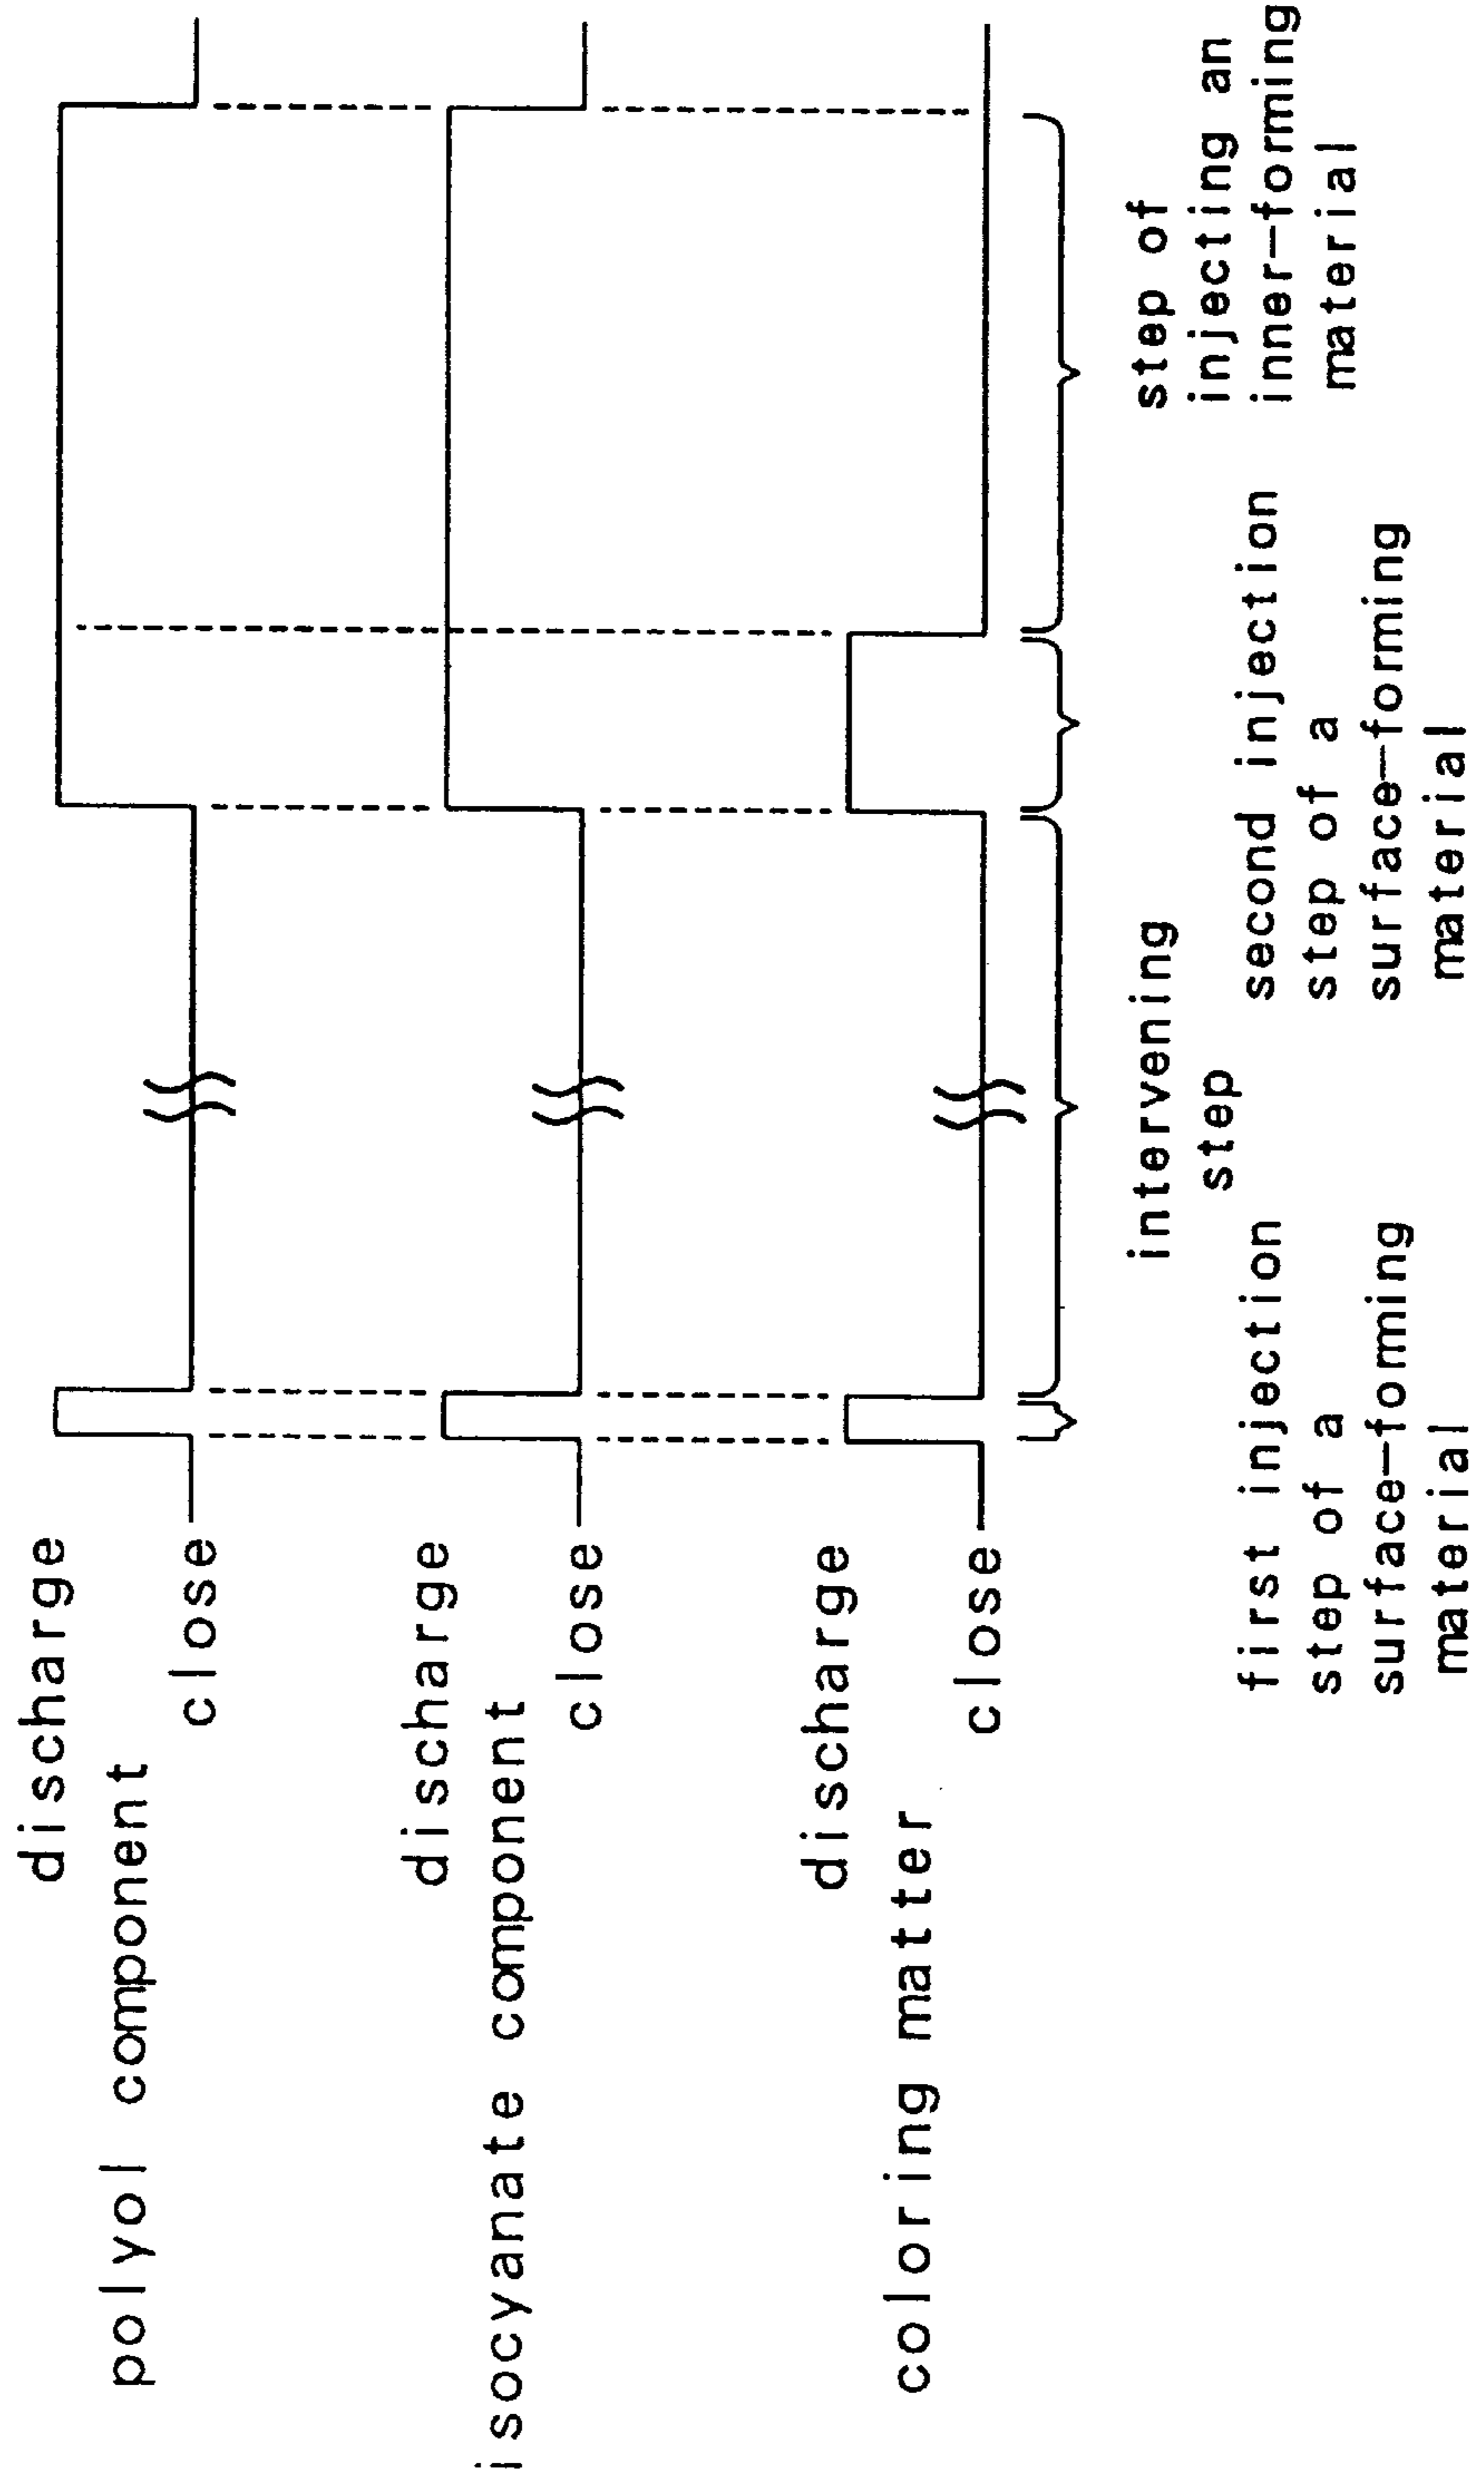 discharge
polyol component
close
discharge
isocyanate component
close
discharge
coloring matter
close
first injection
step of a
surface-forming
material
intervening
step
second injection
step of a
surface-forming
material
step of
injecting an
inner-forming
material